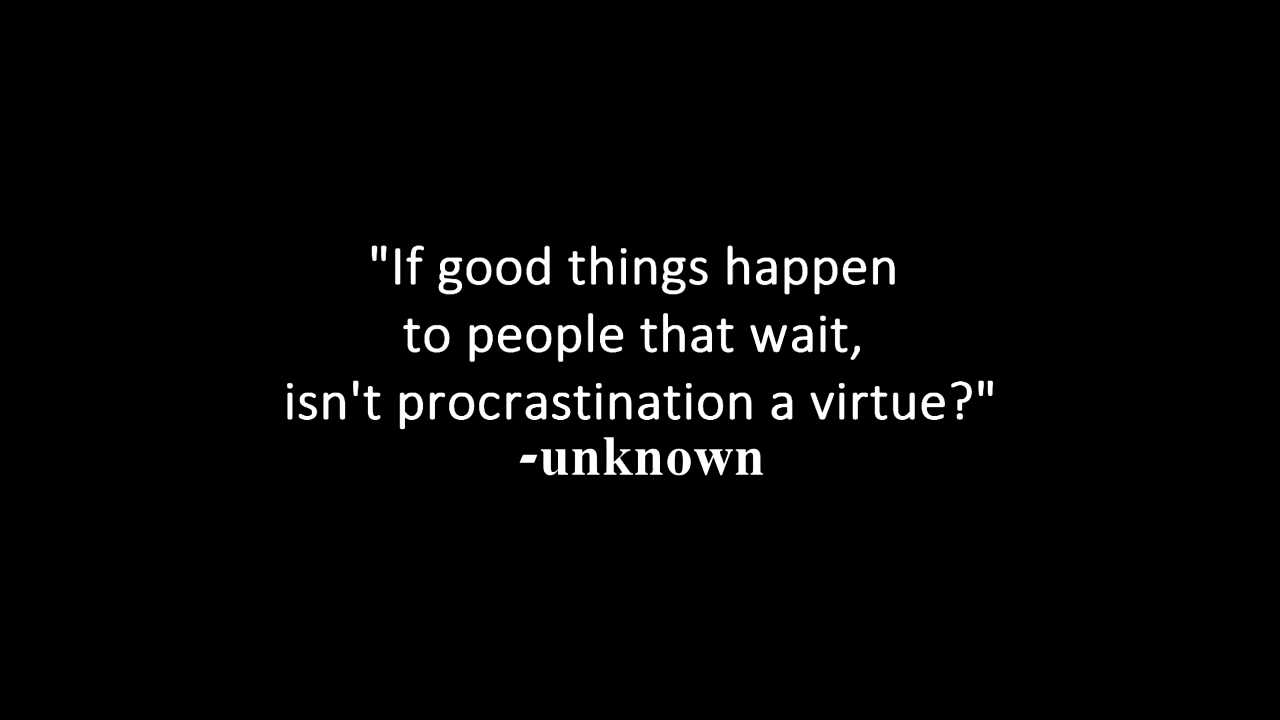 "If good things happen
to people that wait,
isn't procrastination a virtue?"
-unknown